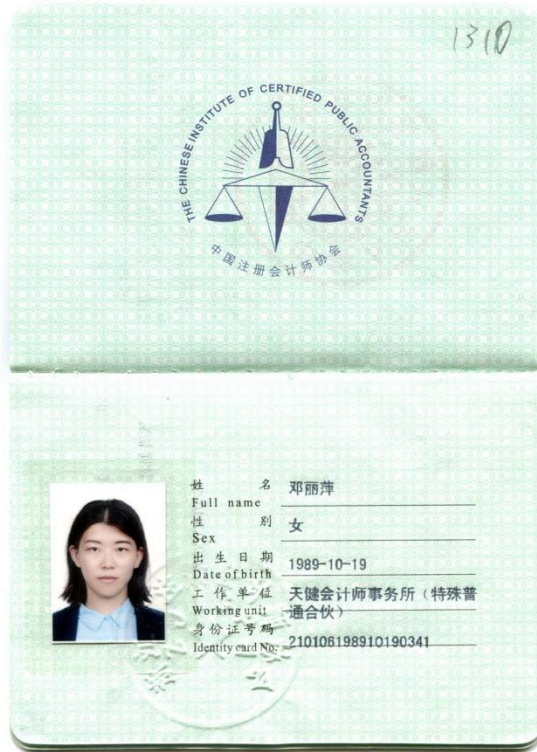 1310
THE CHINESE INSTITUTE OF CERTIFIED PUBLIC ACCOUNTANTS
中国注册会计师协会
姓 名 邓丽萍
Full name
性 别 女
Sex
出生日期 1989-10-19
Date of birth
工作单位 天健会计师事务所（特殊普
Working unit 通合伙）
身份证号码
Identity card No. 210106198910190341